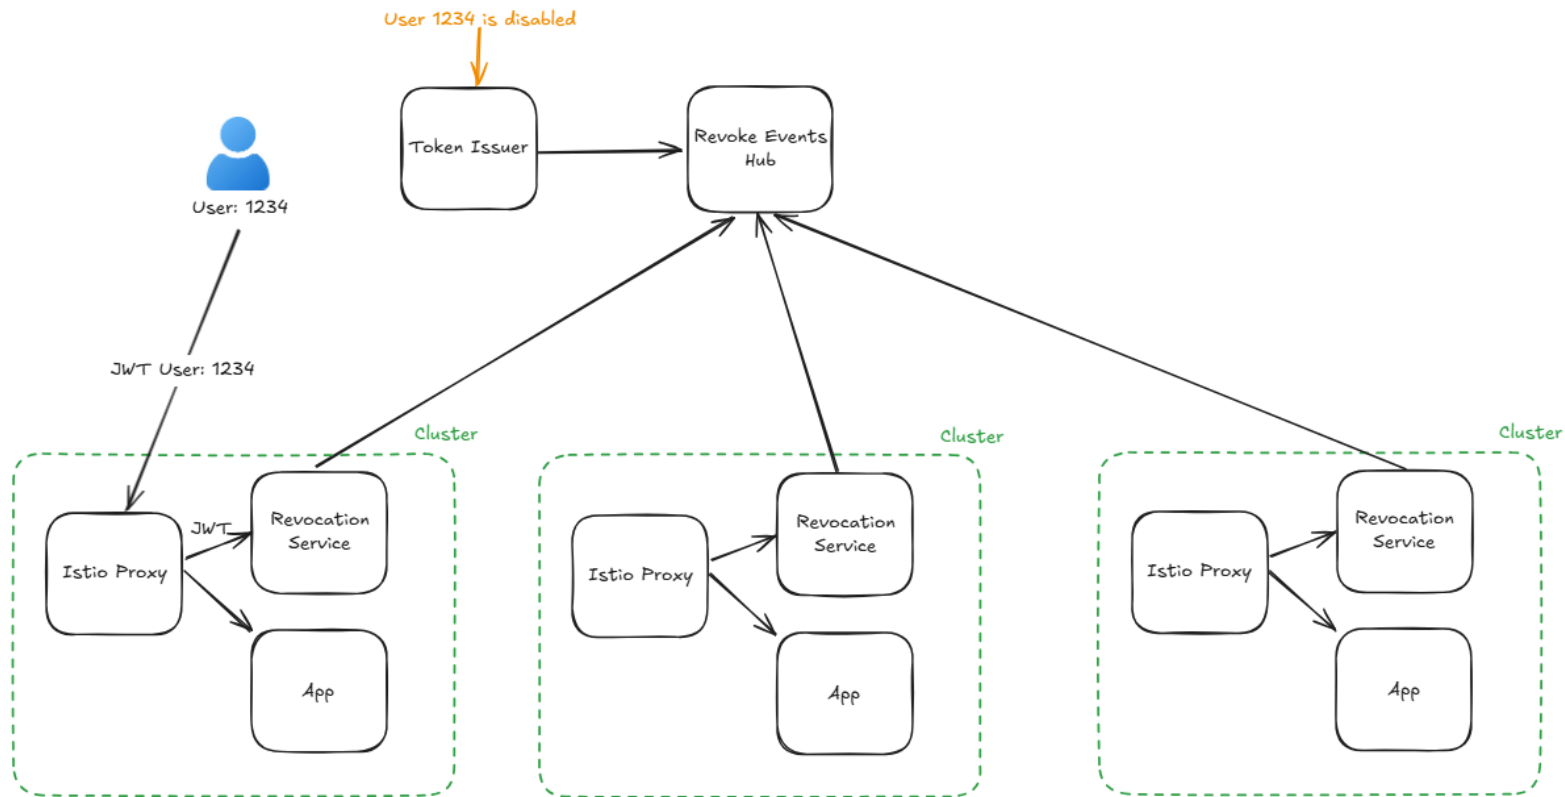 User 1234 is disabled
Token Issuer
Revoke Events
Hub
User: 1234
JWT User: 1234
Cluster
Istio Proxy
JWT
Revocation
Service
App
Cluster
Istio Proxy
Revocation
Service
App
Cluster
Istio Proxy
Revocation
Service
App